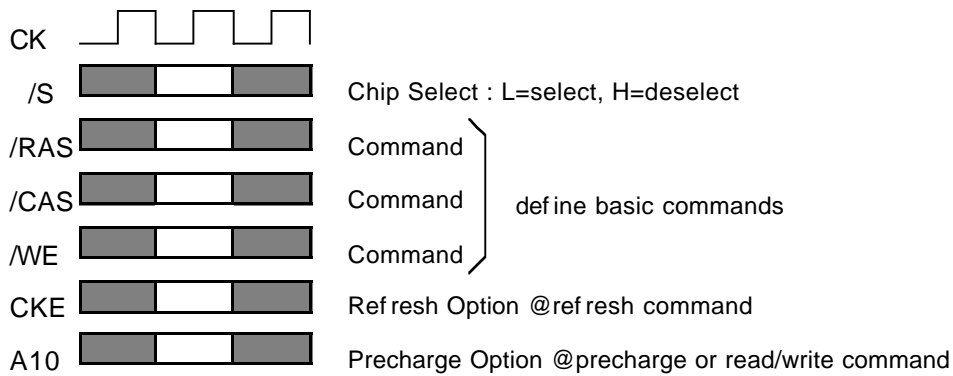 CK
/S Chip Select : L=select, H=deselect
/RAS Command
/CAS Command define basic commands
/WE Command
CKE Refresh Option @refresh command
A10 Precharge Option @precharge or read/write command